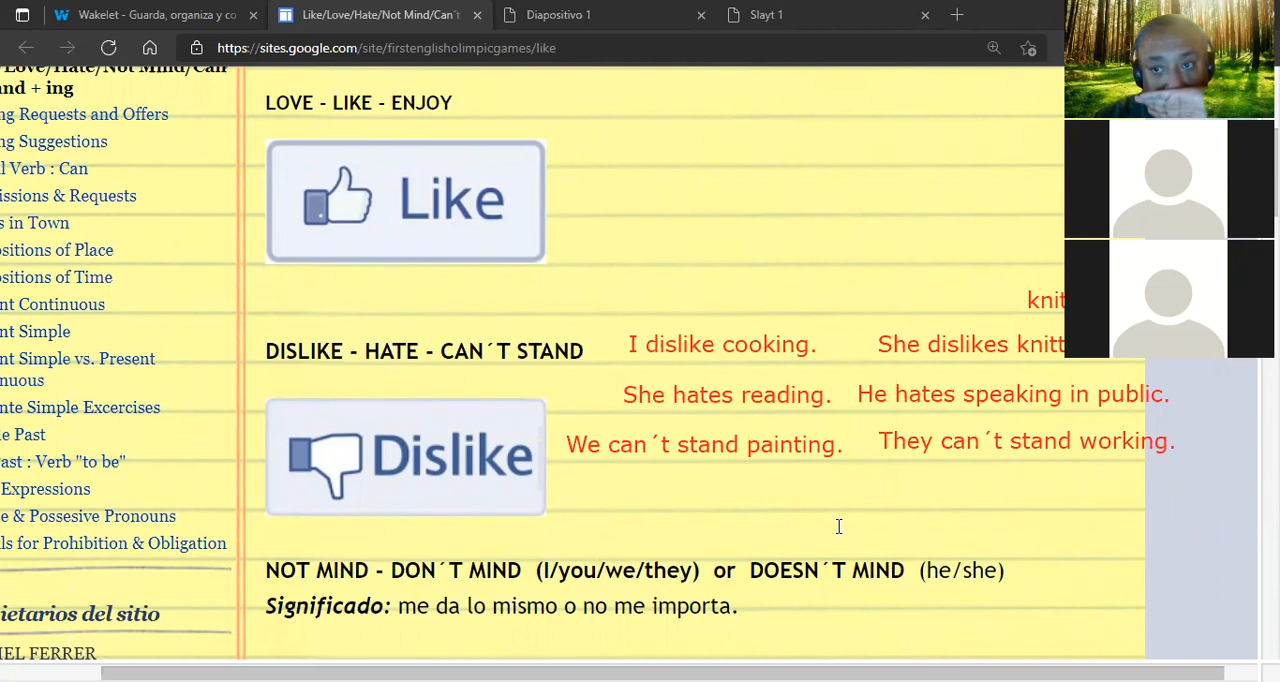 Wakelet - Guarda, organiza y co
Like/Love/Hate/Not Mind/Can´t
Diapositivo 1
Slayt 1
https://sites.google.com/site/firstenglisholimpicgames/like
Love/Hate/Not Mind/Can
and + ing
ng Requests and Offers
ng Suggestions
l Verb : Can
issions & Requests
s in Town
ositions of Place
ositions of Time
nt Continuous
nt Simple
nt Simple vs. Present
nuous
nte Simple Excercises
le Past
Past : Verb "to be"
Expressions
e & Possesive Pronouns
ls for Prohibition & Obligation
ietarios del sitio
IEL FERRER
LOVE - LIKE - ENJOY
Like
knit
DISLIKE - HATE - CAN´T STAND
I dislike cooking.
She dislikes knitt
She hates reading.
He hates speaking in public.
We can´t stand painting.
They can´t stand working.
Dislike
NOT MIND - DON´T MIND (I/you/we/they) or DOESN´T MIND (he/she)
Significado: me da lo mismo o no me importa.